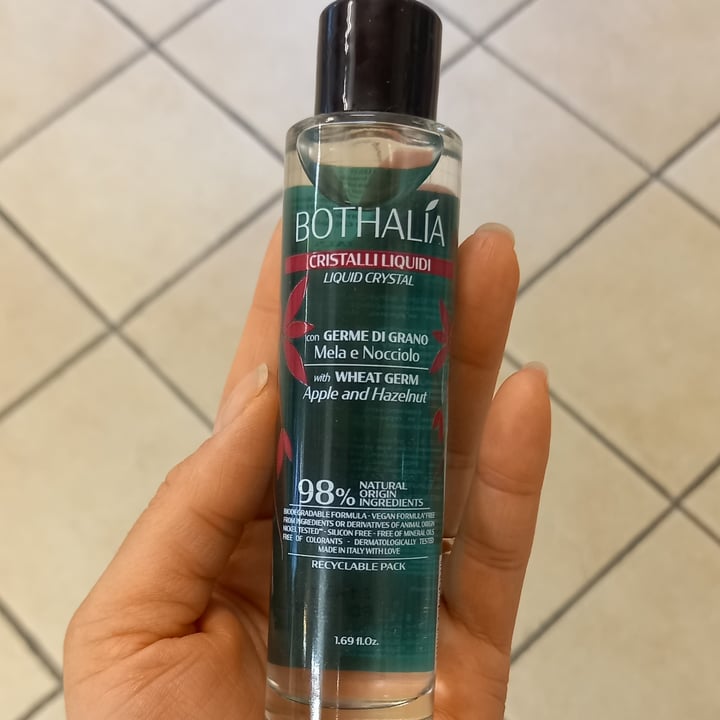 BOTHALÍA
CRISTALLI LIQUIDI
LIQUID CRYSTAL
con GERME DI GRANO
Mela e Nocciolo
with WHEAT GERM
Apple and Hazelnut
98% NATURAL
ORIGIN
INGREDIENTS
BIODEGRADABLE FORMULA - VEGAN FORMULA* FREE
FROM INGREDIENTS OR DERIVATIVES OF ANIMAL ORIGIN
NICKEL TESTED** - SILICON FREE - FREE OF MINERAL OILS
FREE OF COLORANTS - DERMATOLOGICALLY TESTED
MADE IN ITALY WITH LOVE
RECYCLABLE PACK
1.69 fl.Oz.